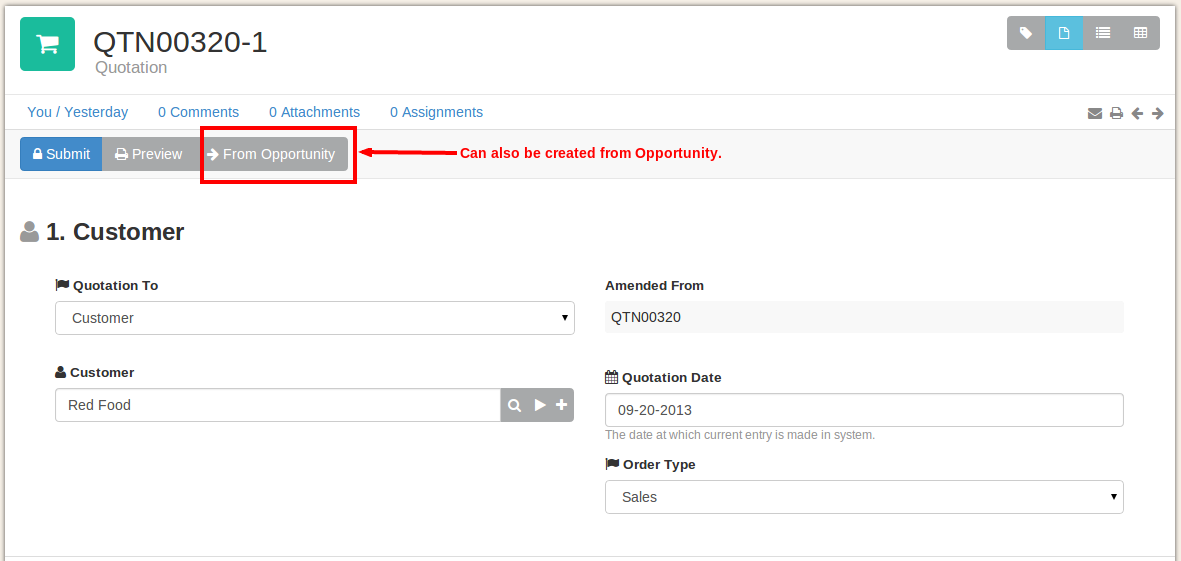 QTN00320-1
Quotation
You / Yesterday 0 Comments 0 Attachments 0 Assignments
Submit Preview From Opportunity Can also be created from Opportunity.
1. Customer
Quotation To
Customer
Customer
Red Food
Amended From
QTN00320
Quotation Date
09-20-2013
The date at which current entry is made in system.
Order Type
Sales